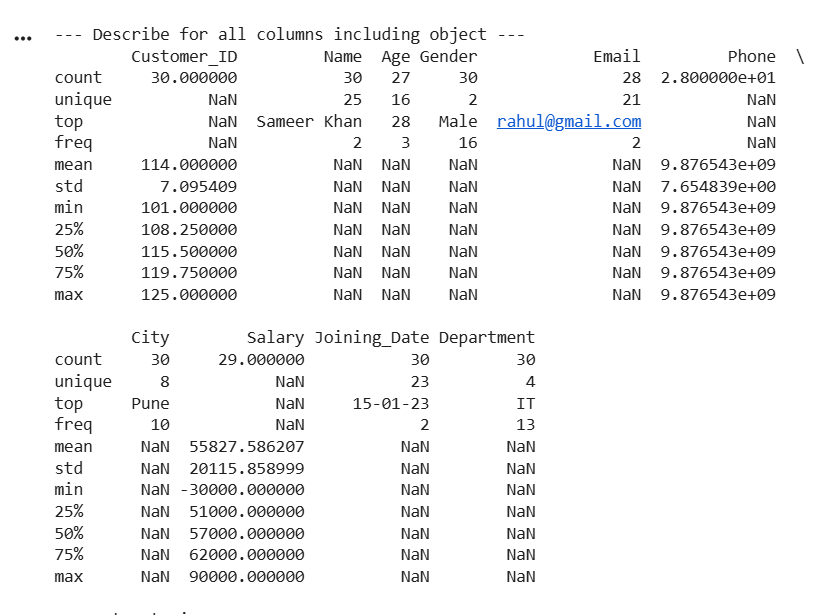 ... --- Describe for all columns including object ---
Customer_ID Name Age Gender Email Phone \
count 30.000000 30 27 30 28 2.800000e+01
unique NaN 25 16 2 21 NaN
top NaN Sameer Khan 28 Male rahul@gmail.com NaN
freq NaN 2 3 16 2 NaN
mean 114.000000 NaN NaN NaN NaN 9.876543e+09
std 7.095409 NaN NaN NaN NaN 7.654839e+00
min 101.000000 NaN NaN NaN NaN 9.876543e+09
25% 108.250000 NaN NaN NaN NaN 9.876543e+09
50% 115.500000 NaN NaN NaN NaN 9.876543e+09
75% 119.750000 NaN NaN NaN NaN 9.876543e+09
max 125.000000 NaN NaN NaN NaN 9.876543e+09
City Salary Joining_Date Department
count 30 29.000000 30 30
unique 8 NaN 23 4
top Pune NaN 15-01-23 IT
freq 10 NaN 2 13
mean NaN 55827.586207 NaN NaN
std NaN 20115.858999 NaN NaN
min NaN -30000.000000 NaN NaN
25% NaN 51000.000000 NaN NaN
50% NaN 57000.000000 NaN NaN
75% NaN 62000.000000 NaN NaN
max NaN 90000.000000 NaN NaN